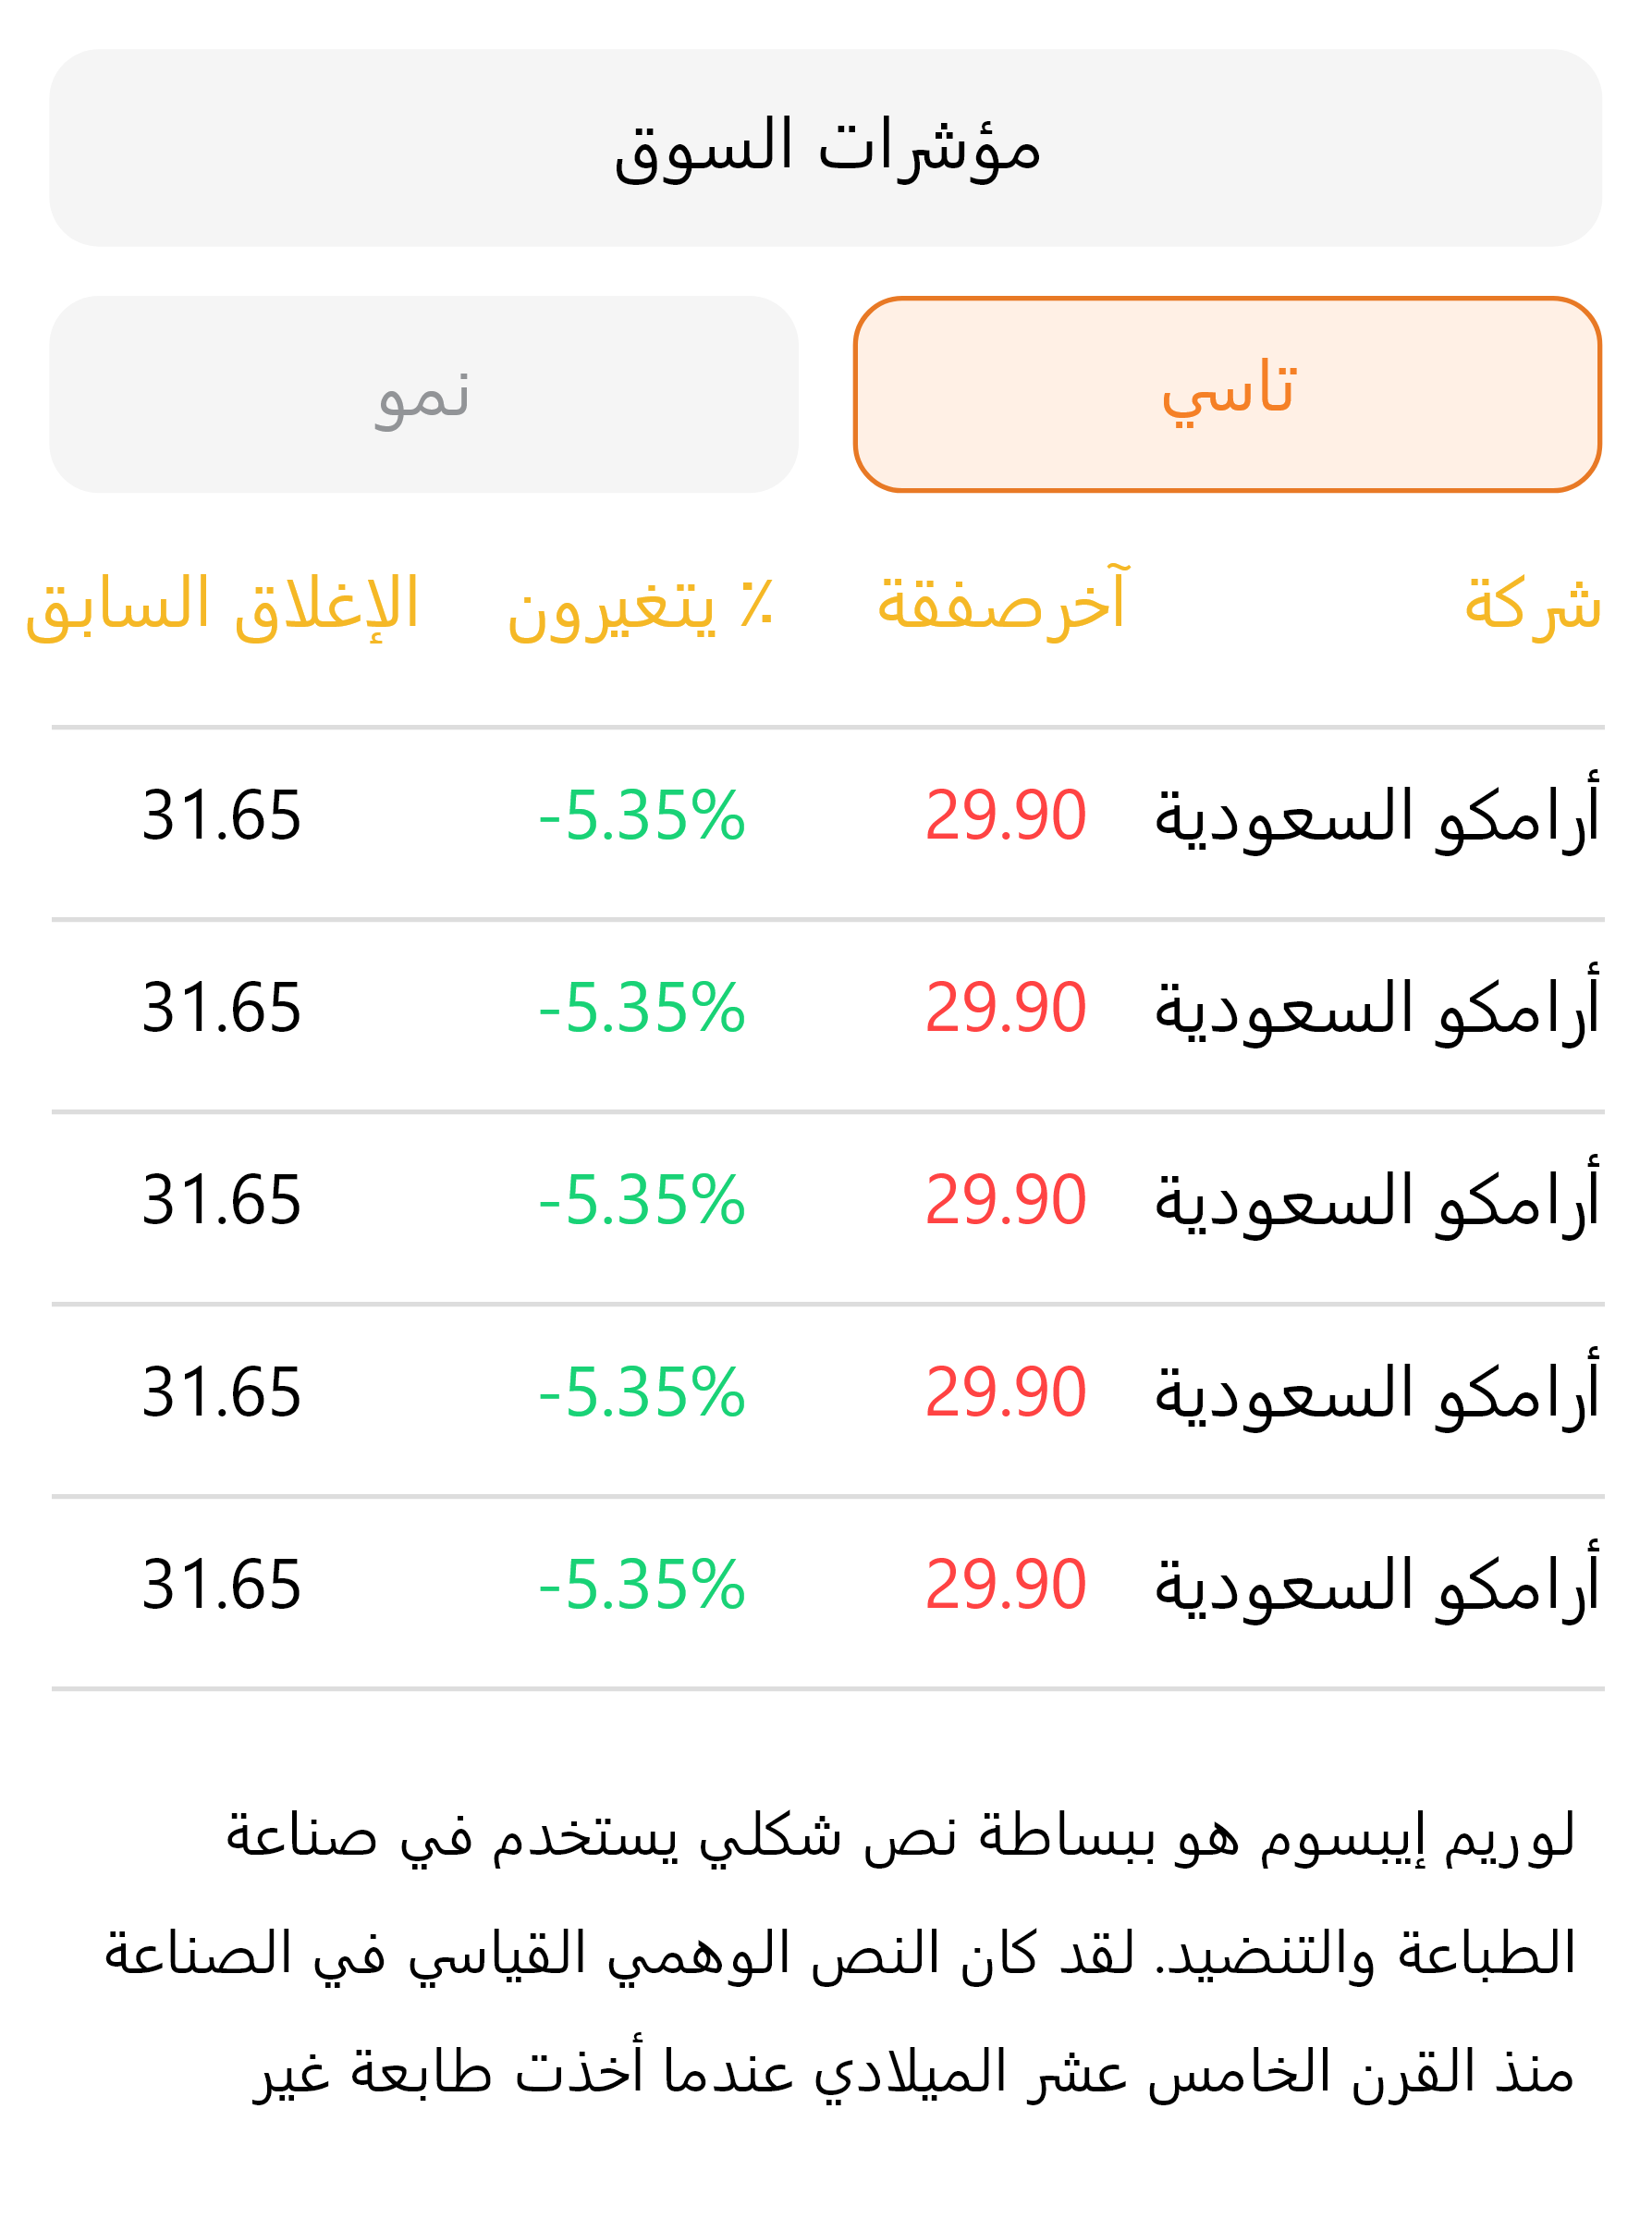 مؤشرات السوق
تاسي
نمو
شركة آخرصفقة ٪ يتغيرون الإغلاق السابق
أرامكو السعودية 29.90 -5.35% 31.65
أرامكو السعودية 29.90 -5.35% 31.65
أرامكو السعودية 29.90 -5.35% 31.65
أرامكو السعودية 29.90 -5.35% 31.65
أرامكو السعودية 29.90 -5.35% 31.65
لوريم إيبسوم هو ببساطة نص شكلي يستخدم في صناعة
الطباعة والتنضيد. لقد كان النص الوهمي القياسي في الصناعة
منذ القرن الخامس عشر الميلادي عندما أخذت طابعة غير